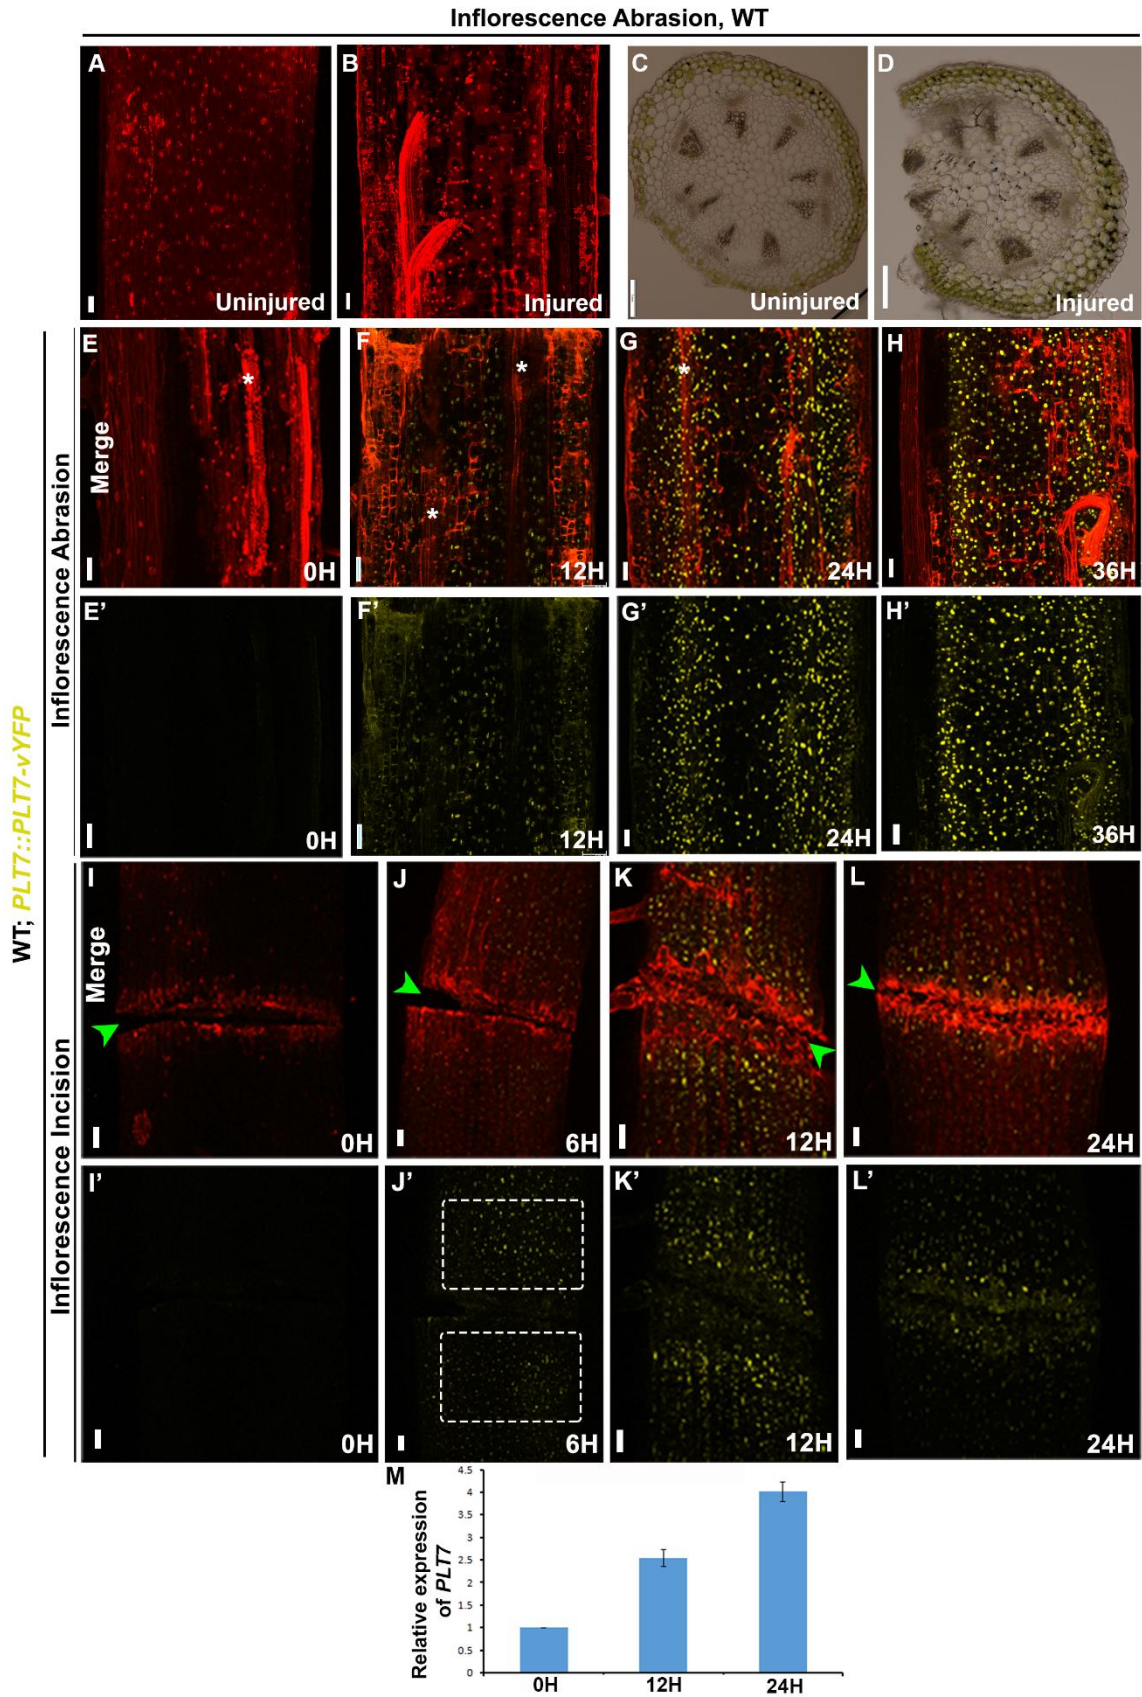 Inflorescence Abrasion, WT
A
Uninjured
B
Injured
C
Uninjured
D
Injured
WT; PLT7::PLT7-vYFP
Inflorescence Abrasion
Merge
E
*
0H
F
*
*
12H
G
*
24H
H
36H
E’
0H
F’
12H
G’
24H
H’
36H
Inflorescence Incision
Merge
I
0H
J
6H
K
12H
L
24H
I’
0H
J’
6H
K’
12H
L’
24H
M
Relative expression
of PLT7
4.5
4
3.5
3
2.5
2
1.5
1
0.5
0
0H
12H
24H